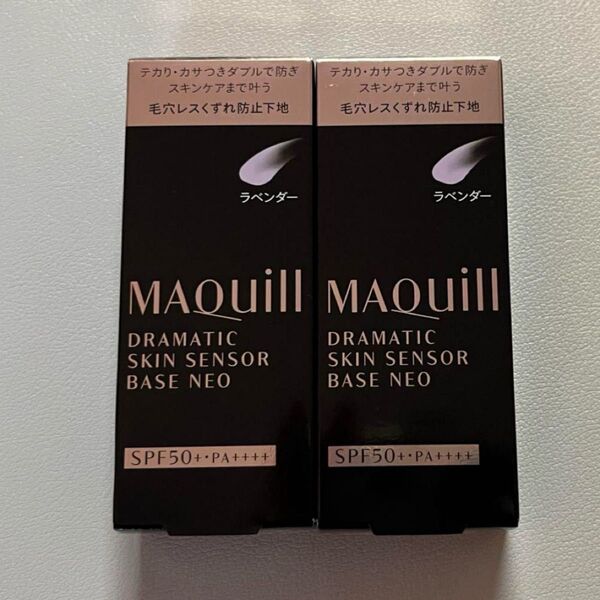 テカリ・カサつきダブルで防ぎ
スキンケアまで叶う
毛穴レスくずれ防止下地
ラベンダー
MAQuill
DRAMATIC
SKIN SENSOR
BASE NEO
SPF50+・PA++++
テカリ・カサつきダブルで防ぎ
スキンケアまで叶う
毛穴レスくずれ防止下地
ラベンダー
MAQuill
DRAMATIC
SKIN SENSOR
BASE NEO
SPF50+・PA++++